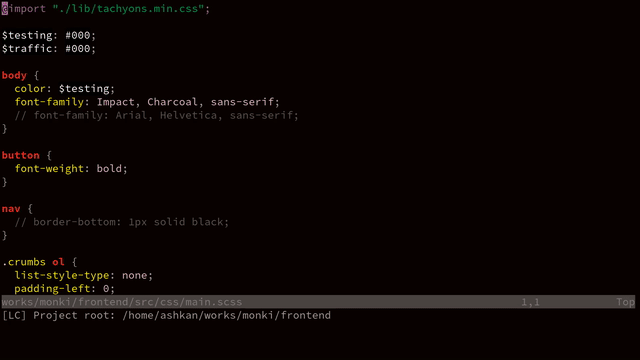 @import "./lib/tachyons.min.css";
$testing: #000;
$traffic: #000;
body {
  color: $testing;
  font-family: Impact, Charcoal, sans-serif;
  // font-family: Arial, Helvetica, sans-serif;
}
button {
  font-weight: bold;
}
nav {
  // border-bottom: 1px solid black;
}
.crumbs ol {
  list-style-type: none;
  padding-left: 0;
works/monki/frontend/src/css/main.scss 1,1 Top
[LC] Project root: /home/ashkan/works/monki/frontend